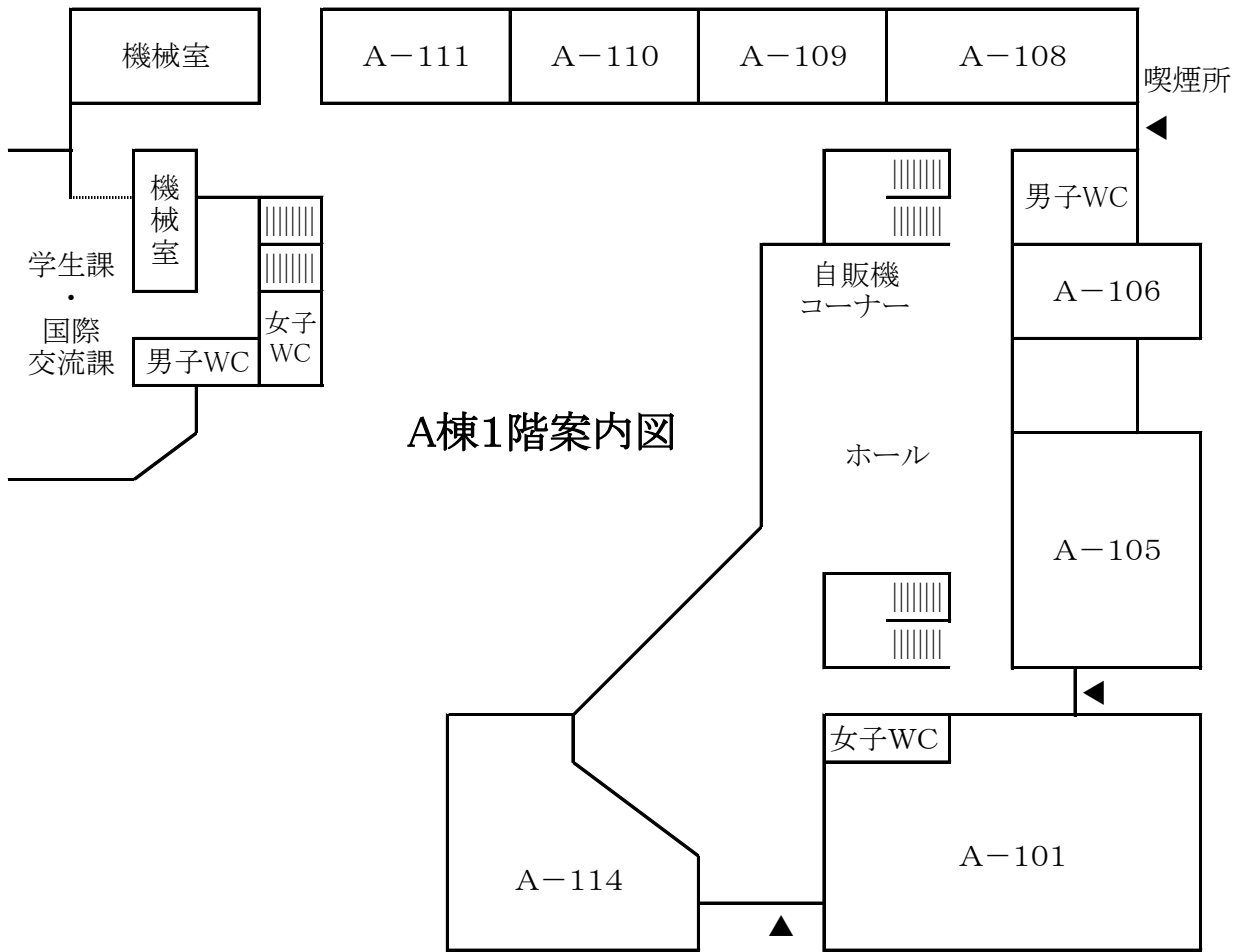 機械室
A-111
A-110
A-109
A-108
喫煙所
機械室
男子WC
学生課
・
国際
交流課
自販機
コーナー
A-106
女子
WC
男子WC
A棟1階案内図
ホール
A-105
女子WC
A-101
A-114